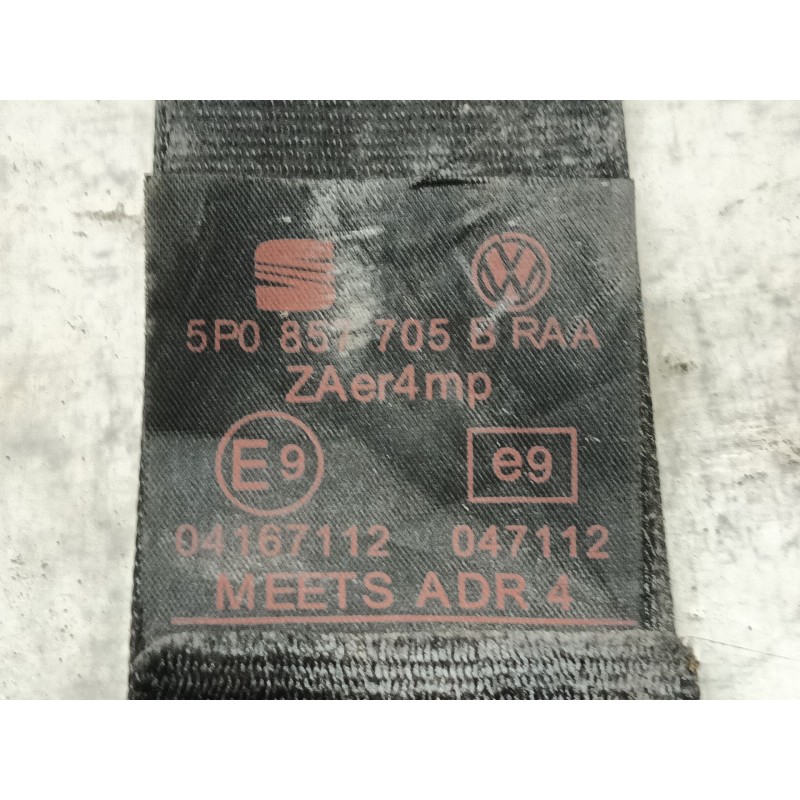 5P0 857 705 B RAA
ZAer4mp
E9 e9
04167112 047112
MEETS ADR 4